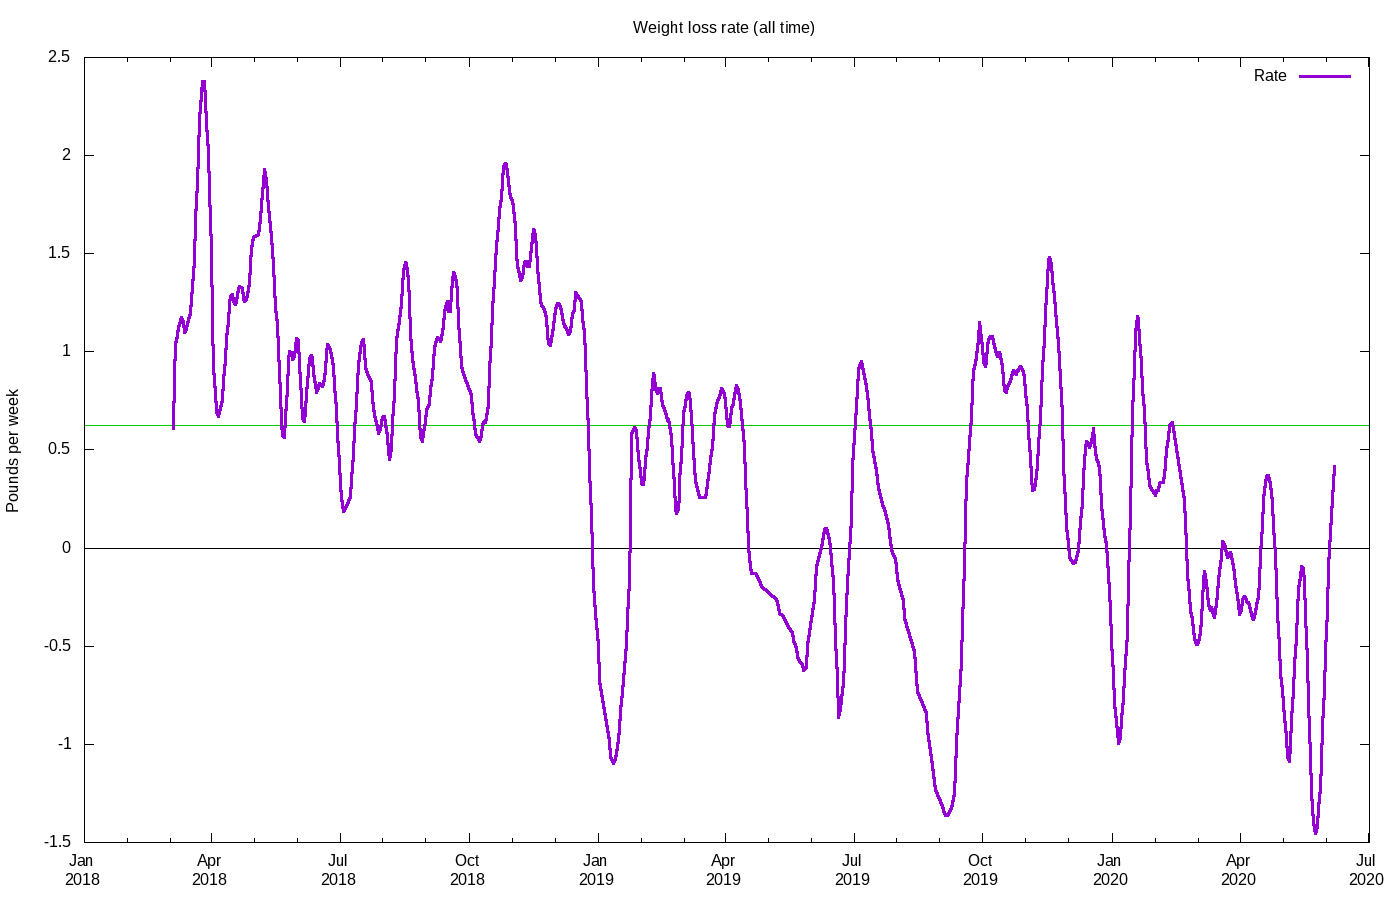 Weight loss rate (all time)
Rate
Pounds per week
2.5
2
1.5
1
0.5
0
-0.5
-1
-1.5
Jan Apr Jul Oct Jan Apr Jul Oct Jan Apr Jul
2018 2018 2018 2018 2019 2019 2019 2019 2020 2020 2020